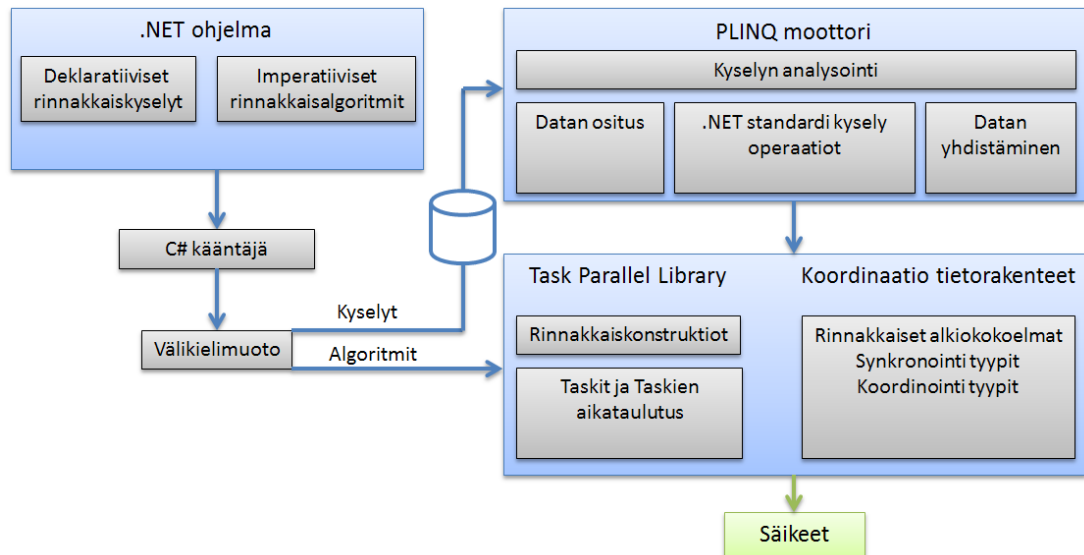 .NET ohjelma
Deklaratiiviset
rinnakkaiskyselyt
Imperatiiviset
rinnakkaisalgoritmit
C# kääntäjä
Välikielimuoto
Kyselyt
Algoritmit
PLINQ moottori
Kyselyn analysointi
Datan ositus
.NET standardi kysely
operaatiot
Datan
yhdistäminen
Task Parallel Library
Rinnakkaiskonstruktiot
Taskit ja Taskien
aikataulutus
Koordinaatio tietorakenteet
Rinnakkaiset alkiokokoelmat
Synkronointi tyypit
Koordinointi tyypit
Säikeet